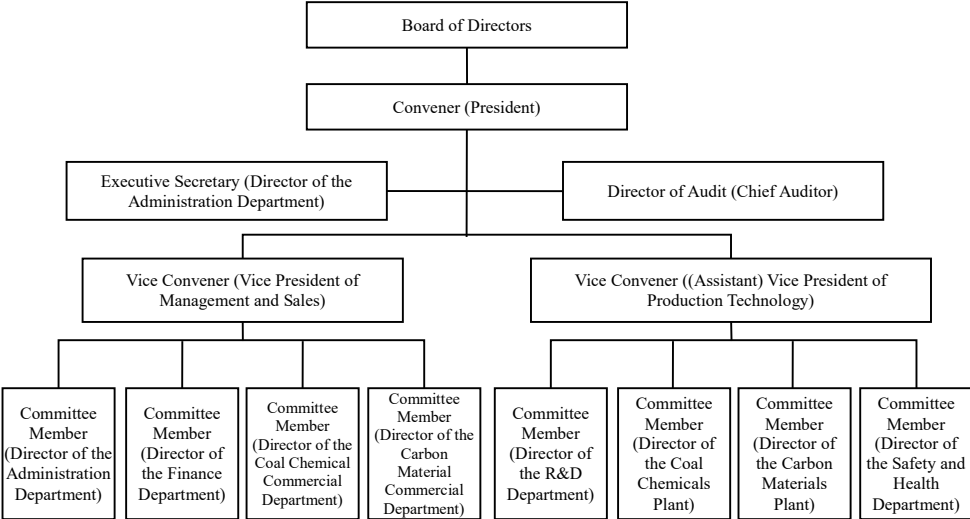 Board of Directors
Convener (President)
Executive Secretary (Director of the
Administration Department)
Director of Audit (Chief Auditor)
Vice Convener (Vice President of
Management and Sales)
Vice Convener ((Assistant) Vice President of
Production Technology)
Committee
Member
(Director of the
Administration
Department)
Committee
Member
(Director of
the Finance
Department)
Committee
Member
(Director of the
Coal Chemical
Commercial
Department)
Committee
Member
(Director of the
Carbon
Material
Commercial
Department)
Committee
Member
(Director of
the R&D
Department)
Committee
Member
(Director of
the Coal
Chemicals
Plant)
Committee
Member
(Director of
the Carbon
Materials
Plant)
Committee
Member
(Director of
the Safety and
Health
Department)